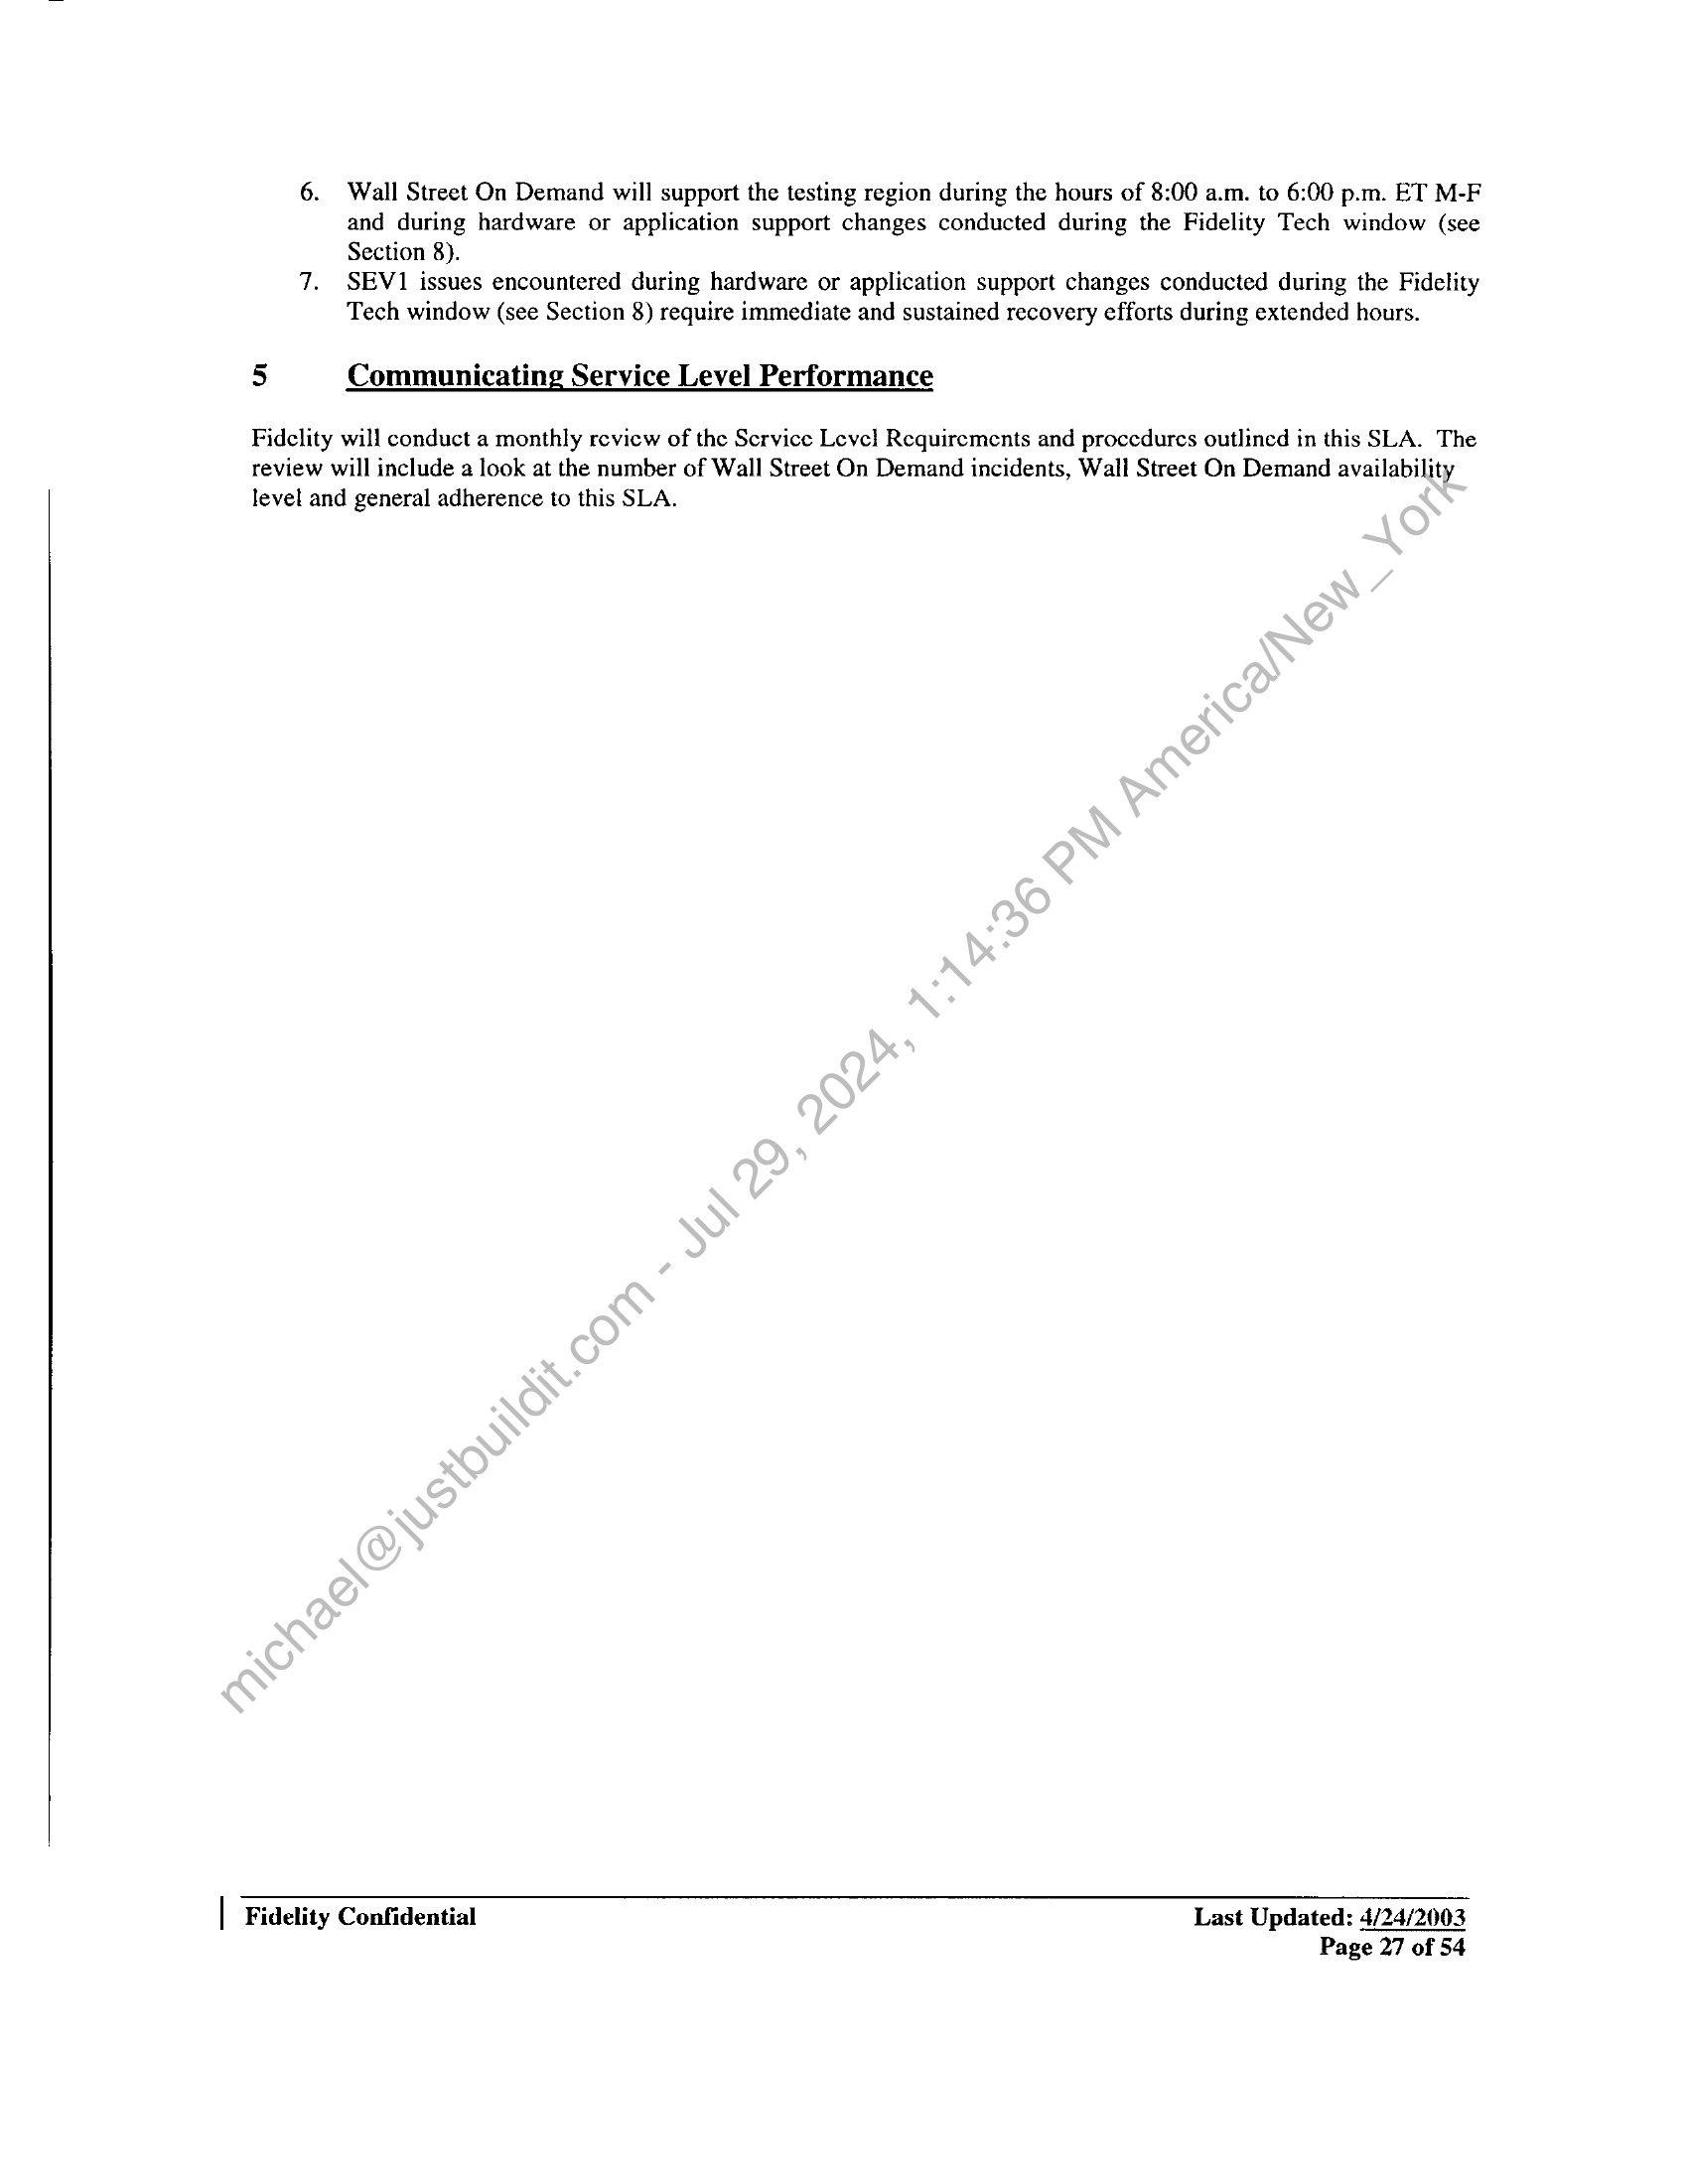 6. Wall Street On Demand will support the testing region during the hours of 8:00 a.m. to 6:00 p.m. ET M-F
and during hardware or application support changes conducted during the Fidelity Tech window (see
Section 8).
7. SEV1 issues encountered during hardware or application support changes conducted during the Fidelity
Tech window (see Section 8) require immediate and sustained recovery efforts during extended hours.
5 Communicating Service Level Performance
Fidelity will conduct a monthly review of the Service Level Requirements and procedures outlined in this SLA. The
review will include a look at the number of Wall Street On Demand incidents, Wall Street On Demand availability
level and general adherence to this SLA.
michael@justbuildit.com - Jul 29, 2024, 1:14:36 PM America/New_York
Fidelity Confidential Last Updated: 4/24/2003
Page 27 of 54